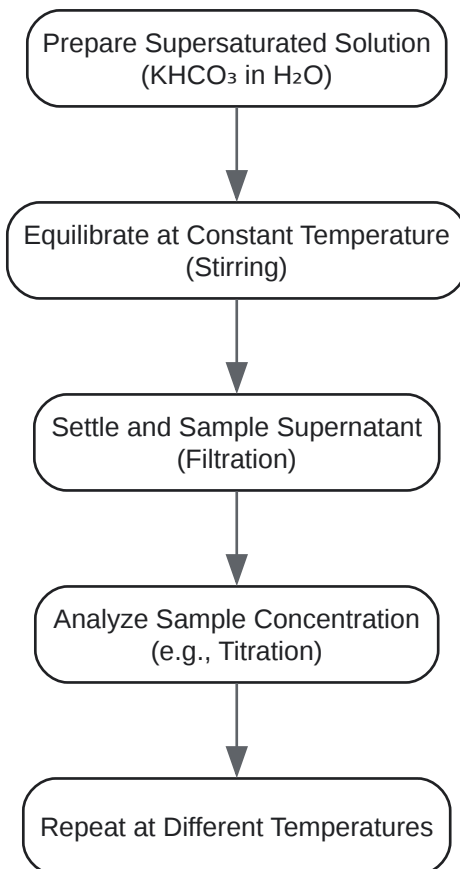 Prepare Supersaturated Solution
(KHCO₃ in H₂O)
Equilibrate at Constant Temperature
(Stirring)
Settle and Sample Supernatant
(Filtration)
Analyze Sample Concentration
(e.g., Titration)
Repeat at Different Temperatures